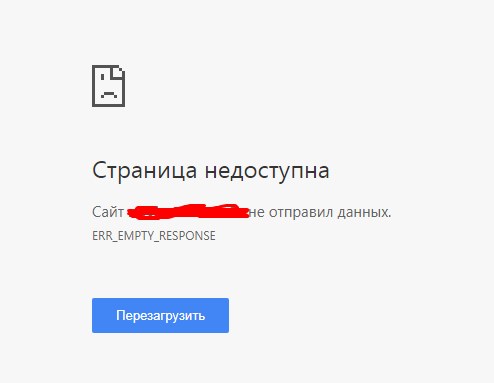 Страница недоступна
Сайт не отправил данных.
ERR_EMPTY_RESPONSE
Перезагрузить